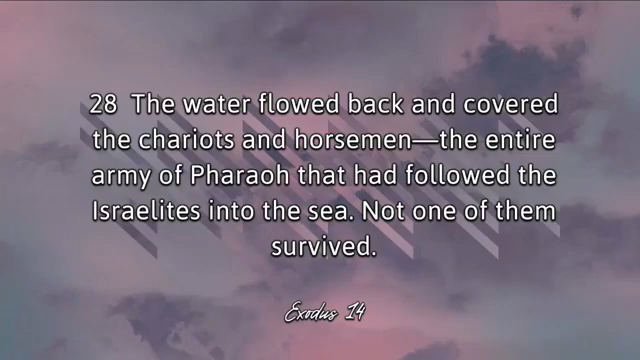 28 The water flowed back and covered
the chariots and horsemen—the entire
army of Pharaoh that had followed the
Israelites into the sea. Not one of them
survived.
Exodus 14